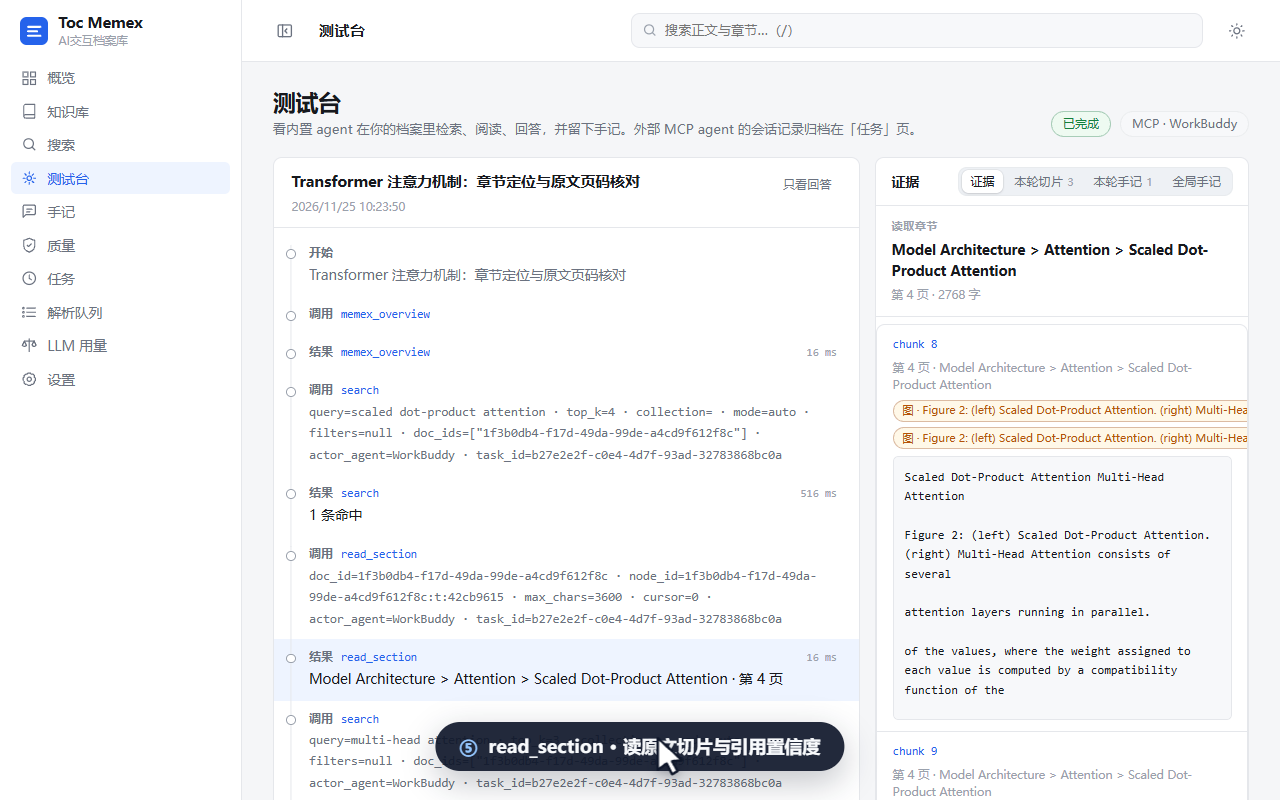 Toc Memex
AI交互档案库
概览
知识库
搜索
测试台
手记
质量
任务
解析队列
LLM 用量
设置
测试台
搜索正文与章节... (/)
测试台
看内置 agent 在你的档案里检索、阅读、回答，并留下手记。外部 MCP agent 的会话记录归档在「任务」页。
已完成
MCP · WorkBuddy
Transformer 注意力机制：章节定位与原文页码核对
只看回答
2026/11/25 10:23:50
开始
Transformer 注意力机制：章节定位与原文页码核对
调用 memex_overview
结果 memex_overview 16 ms
调用 search
query=scaled dot-product attention · top_k=4 · collection= · mode=auto ·
filters=null · doc_ids=["1f3b0db4-f17d-49da-99de-a4cd9f612f8c"] ·
actor_agent=WorkBuddy · task_id=b27e2e2f-c0e4-4d7f-93ad-32783868bc0a
结果 search 516 ms
1 条命中
调用 read_section
doc_id=1f3b0db4-f17d-49da-99de-a4cd9f612f8c · node_id=1f3b0db4-f17d-49da-
99de-a4cd9f612f8c:t:42cb9615 · max_chars=3600 · cursor=0 ·
actor_agent=WorkBuddy · task_id=b27e2e2f-c0e4-4d7f-93ad-32783868bc0a
结果 read_section 16 ms
Model Architecture > Attention > Scaled Dot-Product Attention · 第 4 页
调用 search
query=multi-head
filters=null
actor_agent=WorkBuddy · task_id=b27e2e2f-c0e4-4d7f-93ad-32783868bc0a
⑤ read_section • 读原文切片与引用置信度
证据
证据
本轮切片 3
本轮手记 1
全局手记
读取章节
Model Architecture > Attention > Scaled Dot-
Product Attention
第 4 页 · 2768 字
chunk 8
第 4 页 · Model Architecture > Attention > Scaled Dot-
Product Attention
图 · Figure 2: (left) Scaled Dot-Product Attention. (right) Multi-Hea
图 · Figure 2: (left) Scaled Dot-Product Attention. (right) Multi-Hea
Scaled Dot-Product Attention Multi-Head
Attention
Figure 2: (left) Scaled Dot-Product Attention.
(right) Multi-Head Attention consists of
several
attention layers running in parallel.
of the values, where the weight assigned to
each value is computed by a compatibility
function of the
chunk 9
第 4 页 · Model Architecture > Attention > Scaled Dot-
Product Attention